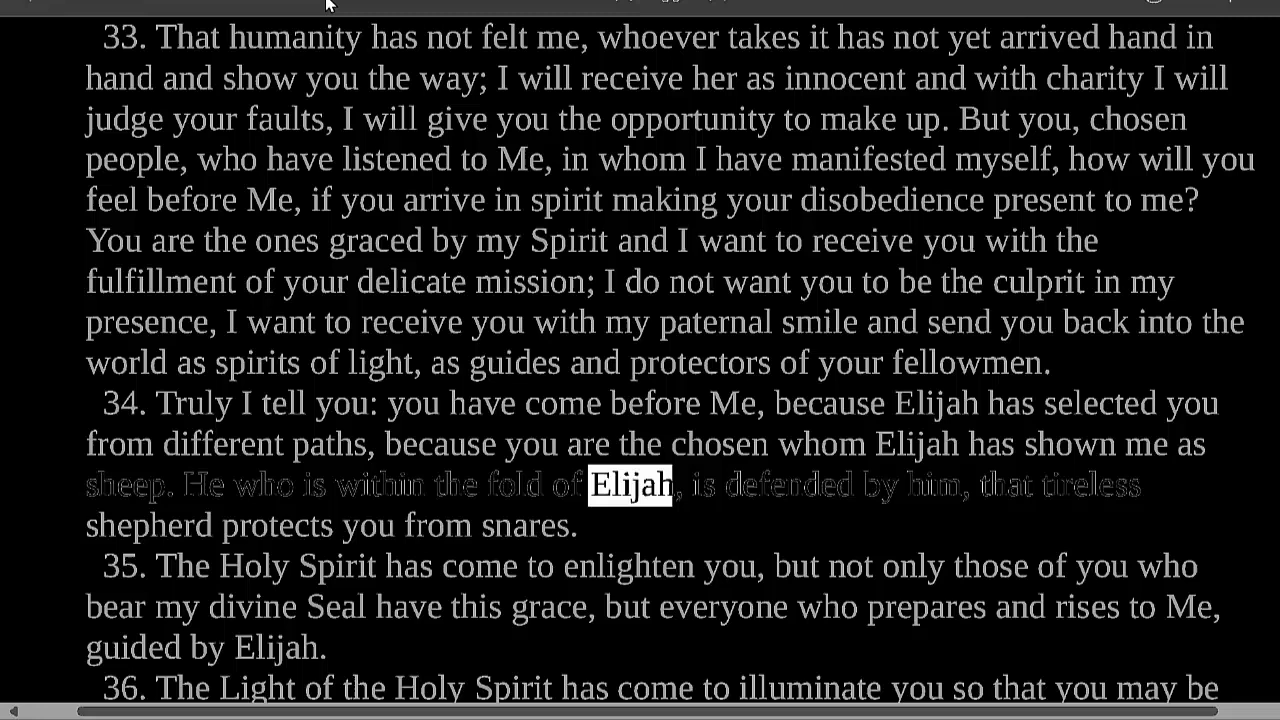 33. That humanity has not felt me, whoever takes it has not yet arrived hand in
hand and show you the way; I will receive her as innocent and with charity I will
judge your faults, I will give you the opportunity to make up. But you, chosen
people, who have listened to Me, in whom I have manifested myself, how will you
feel before Me, if you arrive in spirit making your disobedience present to me?
You are the ones graced by my Spirit and I want to receive you with the
fulfillment of your delicate mission; I do not want you to be the culprit in my
presence, I want to receive you with my paternal smile and send you back into the
world as spirits of light, as guides and protectors of your fellowmen.
34. Truly I tell you: you have come before Me, because Elijah has selected you
from different paths, because you are the chosen whom Elijah has shown me as
sheep. He who is within the fold of Elijah, is defended by him, that tireless
shepherd protects you from snares.
35. The Holy Spirit has come to enlighten you, but not only those of you who
bear my divine Seal have this grace, but everyone who prepares and rises to Me,
guided by Elijah.
36. The Light of the Holy Spirit has come to illuminate you so that you may be